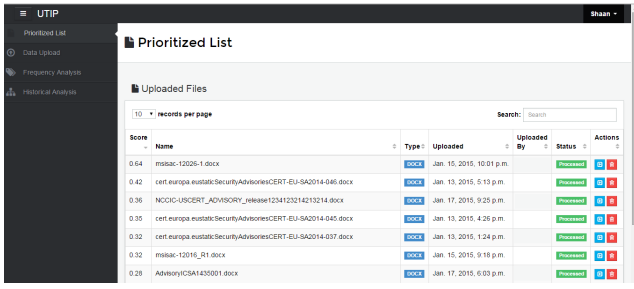 UTIP
Shaan
Prioritized List
Data Upload
Frequency Analysis
Historical Analysis
Prioritized List
Uploaded Files
10 records per page
Search: Search
Score Name Type Uploaded Uploaded By Status Actions
0.64 msisac-12026-1.docx DOCX Jan. 15, 2015, 10:01 p.m. Processed
0.42 cert.europa.eustaticSecurityAdvisoriesCERT-EU-SA2014-046.docx DOCX Jan. 13, 2015, 5:13 p.m. Processed
0.36 NCCIC-USCERT_ADVISORY_release1234123214213214.docx DOCX Jan. 17, 2015, 9:25 p.m. Processed
0.35 cert.europa.eustaticSecurityAdvisoriesCERT-EU-SA2014-045.docx DOCX Jan. 13, 2015, 4:26 p.m. Processed
0.32 cert.europa.eustaticSecurityAdvisoriesCERT-EU-SA2014-037.docx DOCX Jan. 13, 2015, 1:24 p.m. Processed
0.32 msisac-12016_R1.docx DOCX Jan. 15, 2015, 9:18 p.m. Processed
0.28 AdvisoryICSA1435001.docx DOCX Jan. 17, 2015, 6:03 p.m. Processed